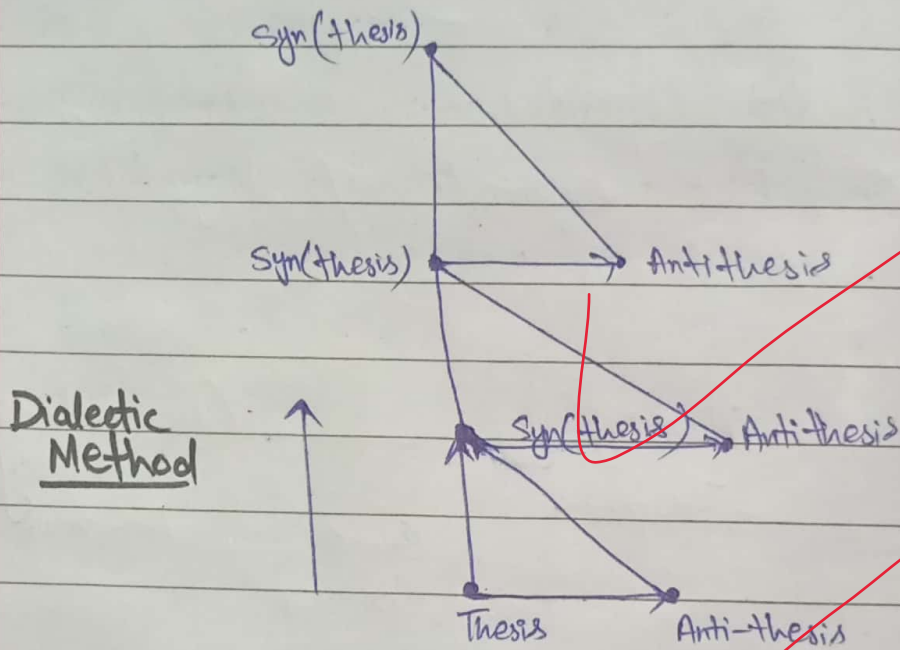 Syn(thesis)
Syn(thesis) Antithesis
Dialectic
Method
Syn(thesis) Anti-thesis
Thesis Anti-thesis